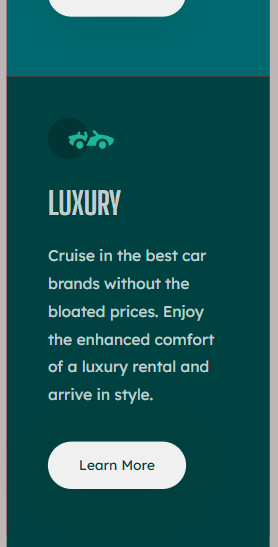 LUXURY
Cruise in the best car
brands without the
bloated prices. Enjoy
the enhanced comfort
of a luxury rental and
arrive in style.
Learn More